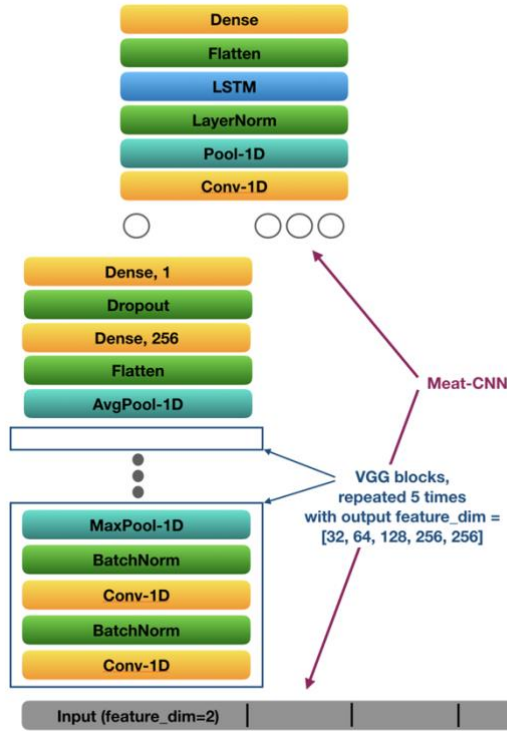 Dense
Flatten
LSTM
LayerNorm
Pool-1D
Conv-1D
Dense, 1
Dropout
Dense, 256
Flatten
AvgPool-1D
Meat-CNN
VGG blocks,
repeated 5 times
with output feature_dim =
[32, 64, 128, 256, 256]
MaxPool-1D
BatchNorm
Conv-1D
BatchNorm
Conv-1D
Input (feature_dim=2)